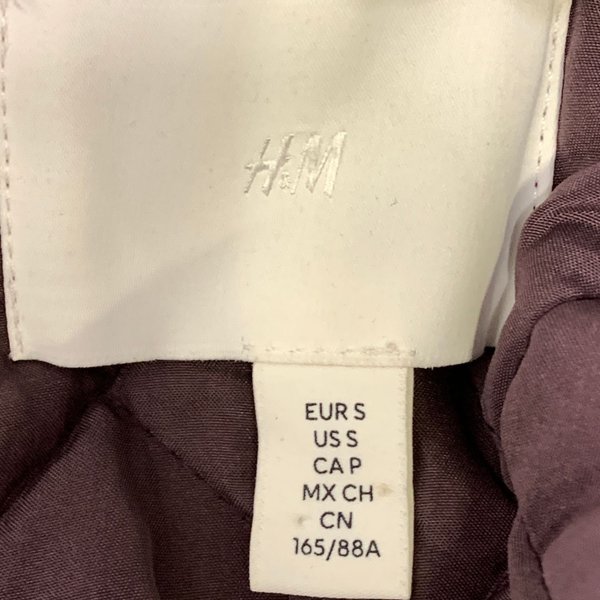 H&M
EUR S
US S
CA P
MX CH
CN
165/88A